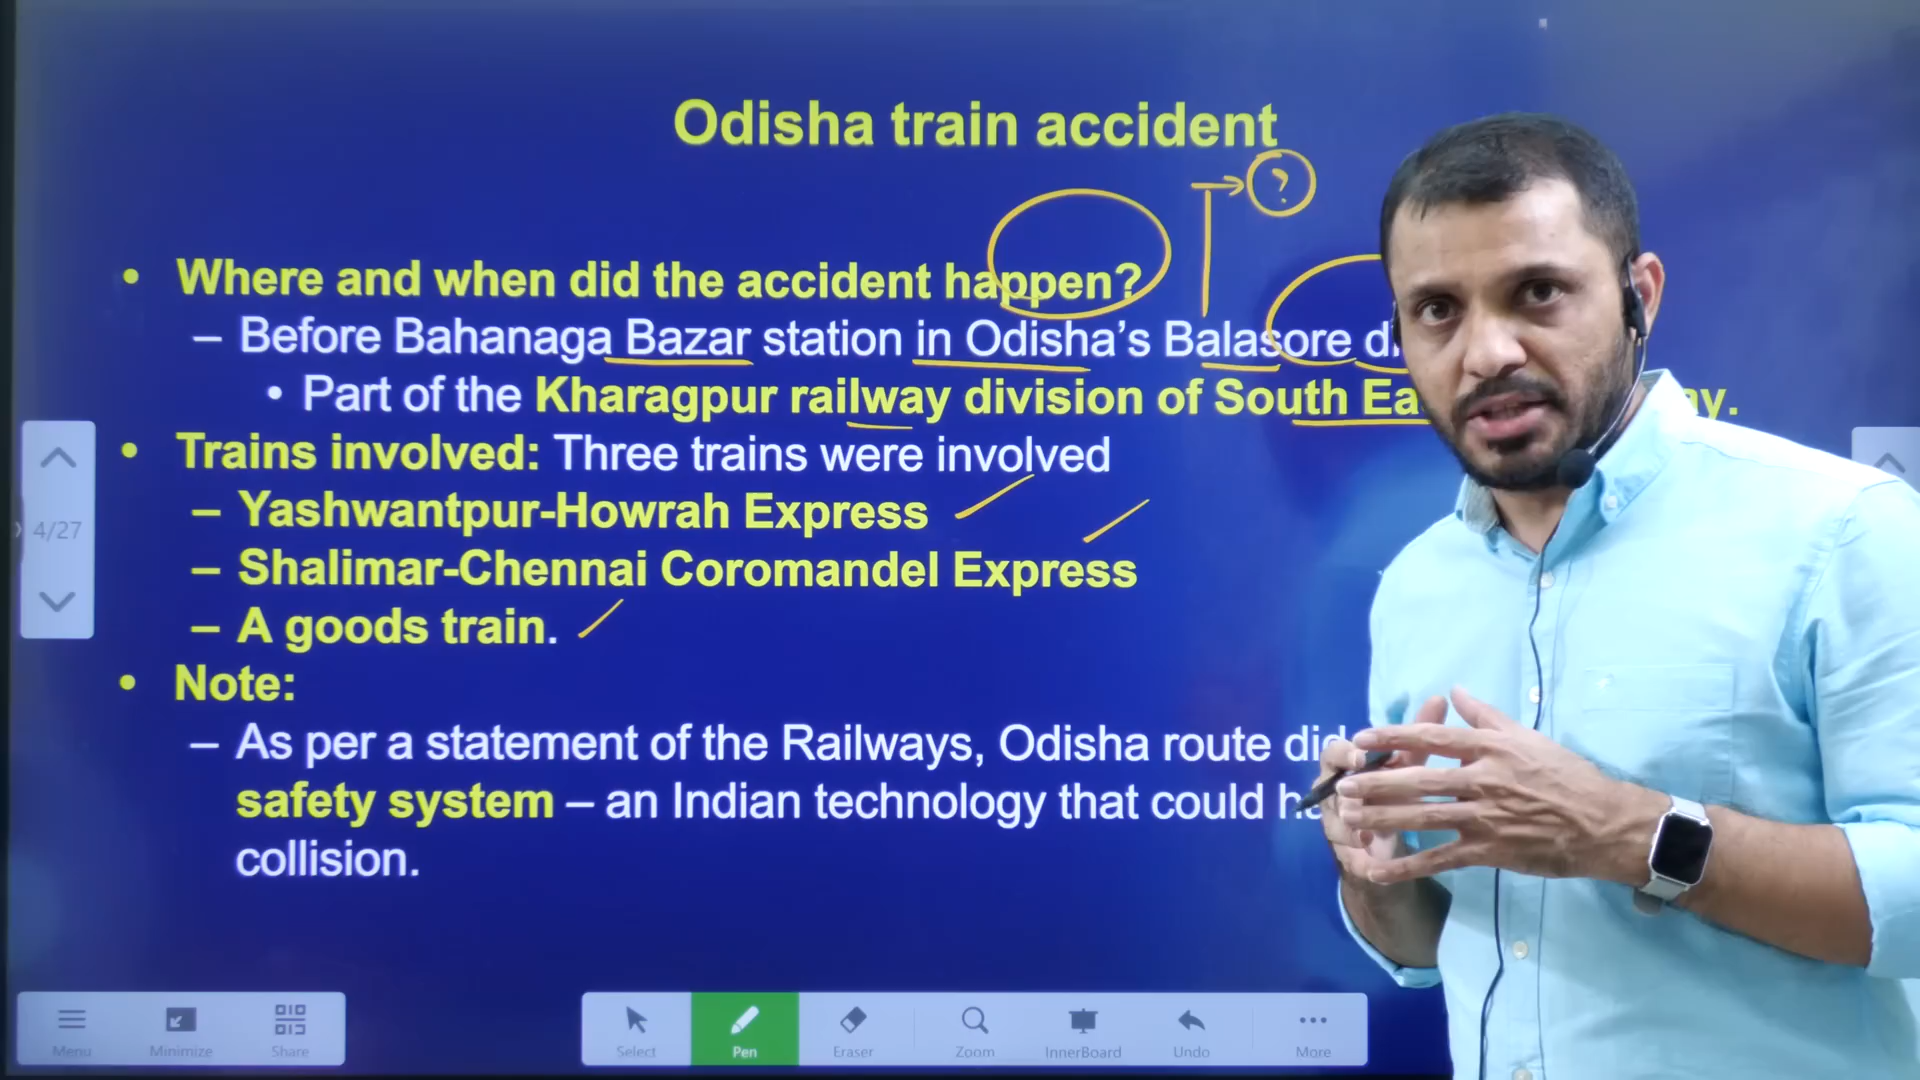 Odisha train accident
?
• Where and when did the accident happen?
– Before Bahanaga Bazar station in Odisha’s Balasore
• Part of the Kharagpur railway division of South
• Trains involved: Three trains were involved
– Yashwantpur-Howrah Express
– Shalimar-Chennai Coromandel Express
– A goods train.
• Note:
– As per a statement of the Railways, Odisha route
safety system – an Indian technology that could
collision.
4/27
Menu Minimize Share
Select Pen Eraser Zoom InnerBoard Undo More